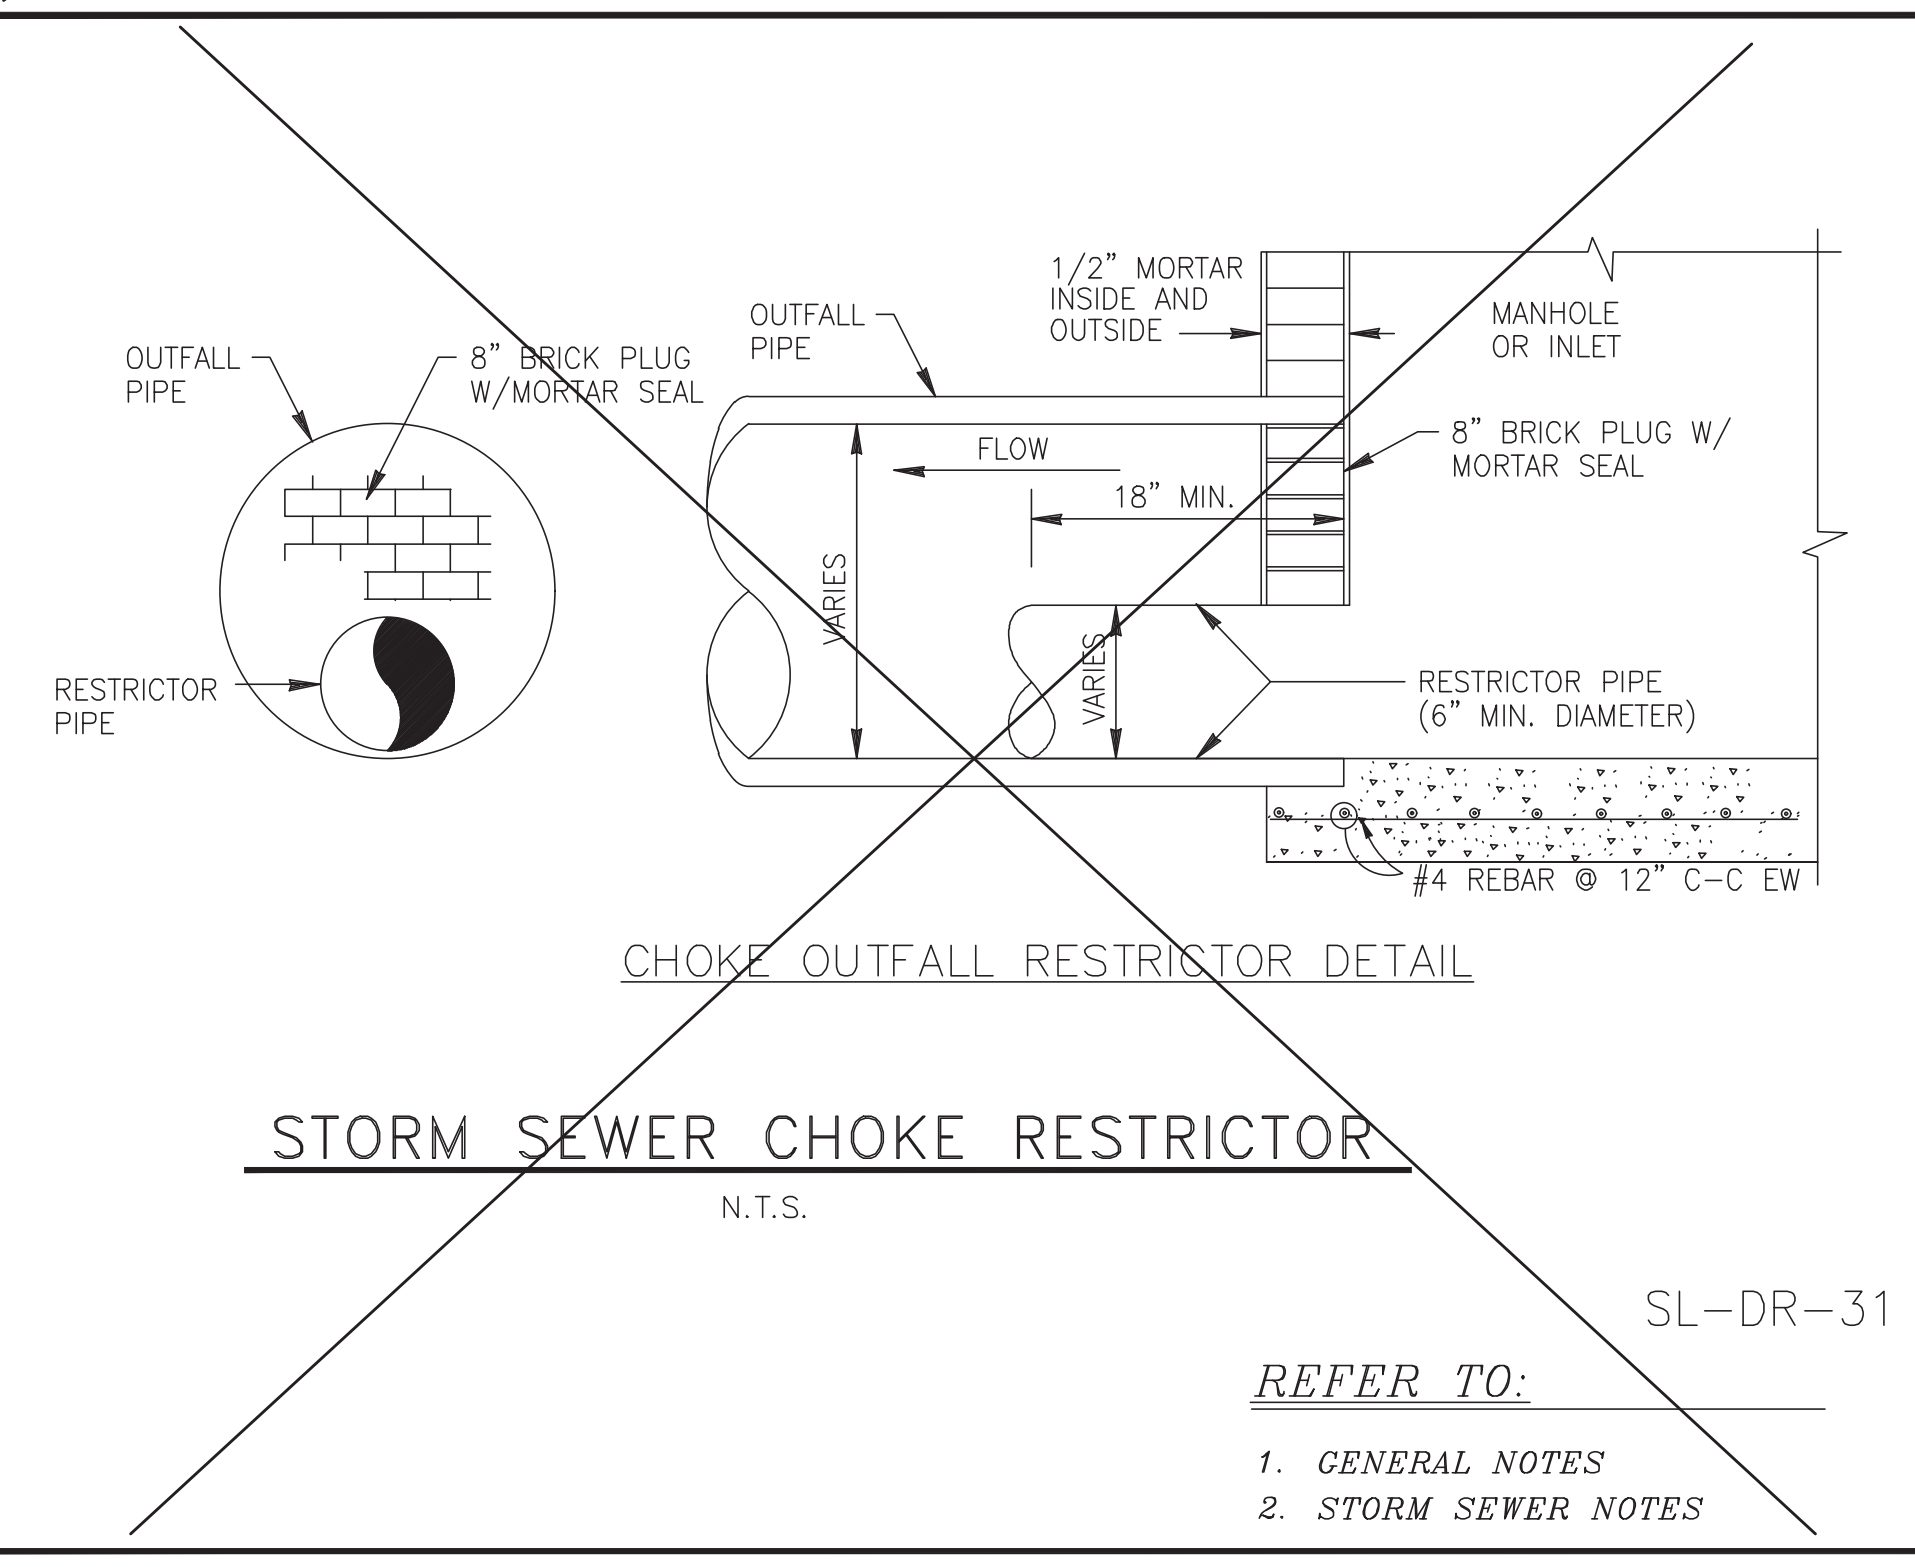 1/2” MORTAR
INSIDE AND
OUTSIDE
OUTFALL
PIPE
MANHOLE
OR INLET
OUTFALL
PIPE
8” BRICK PLUG
W/MORTAR SEAL
8” BRICK PLUG W/
MORTAR SEAL
FLOW
18” MIN.
VARIES
VARIES
RESTRICTOR
PIPE
RESTRICTOR PIPE
(6” MIN. DIAMETER)
#4 REBAR @ 12” C-C EW
CHOKE OUTFALL RESTRICTOR DETAIL
STORM SEWER CHOKE RESTRICTOR
N.T.S.
SL-DR-31
REFER TO:
1. GENERAL NOTES
2. STORM SEWER NOTES